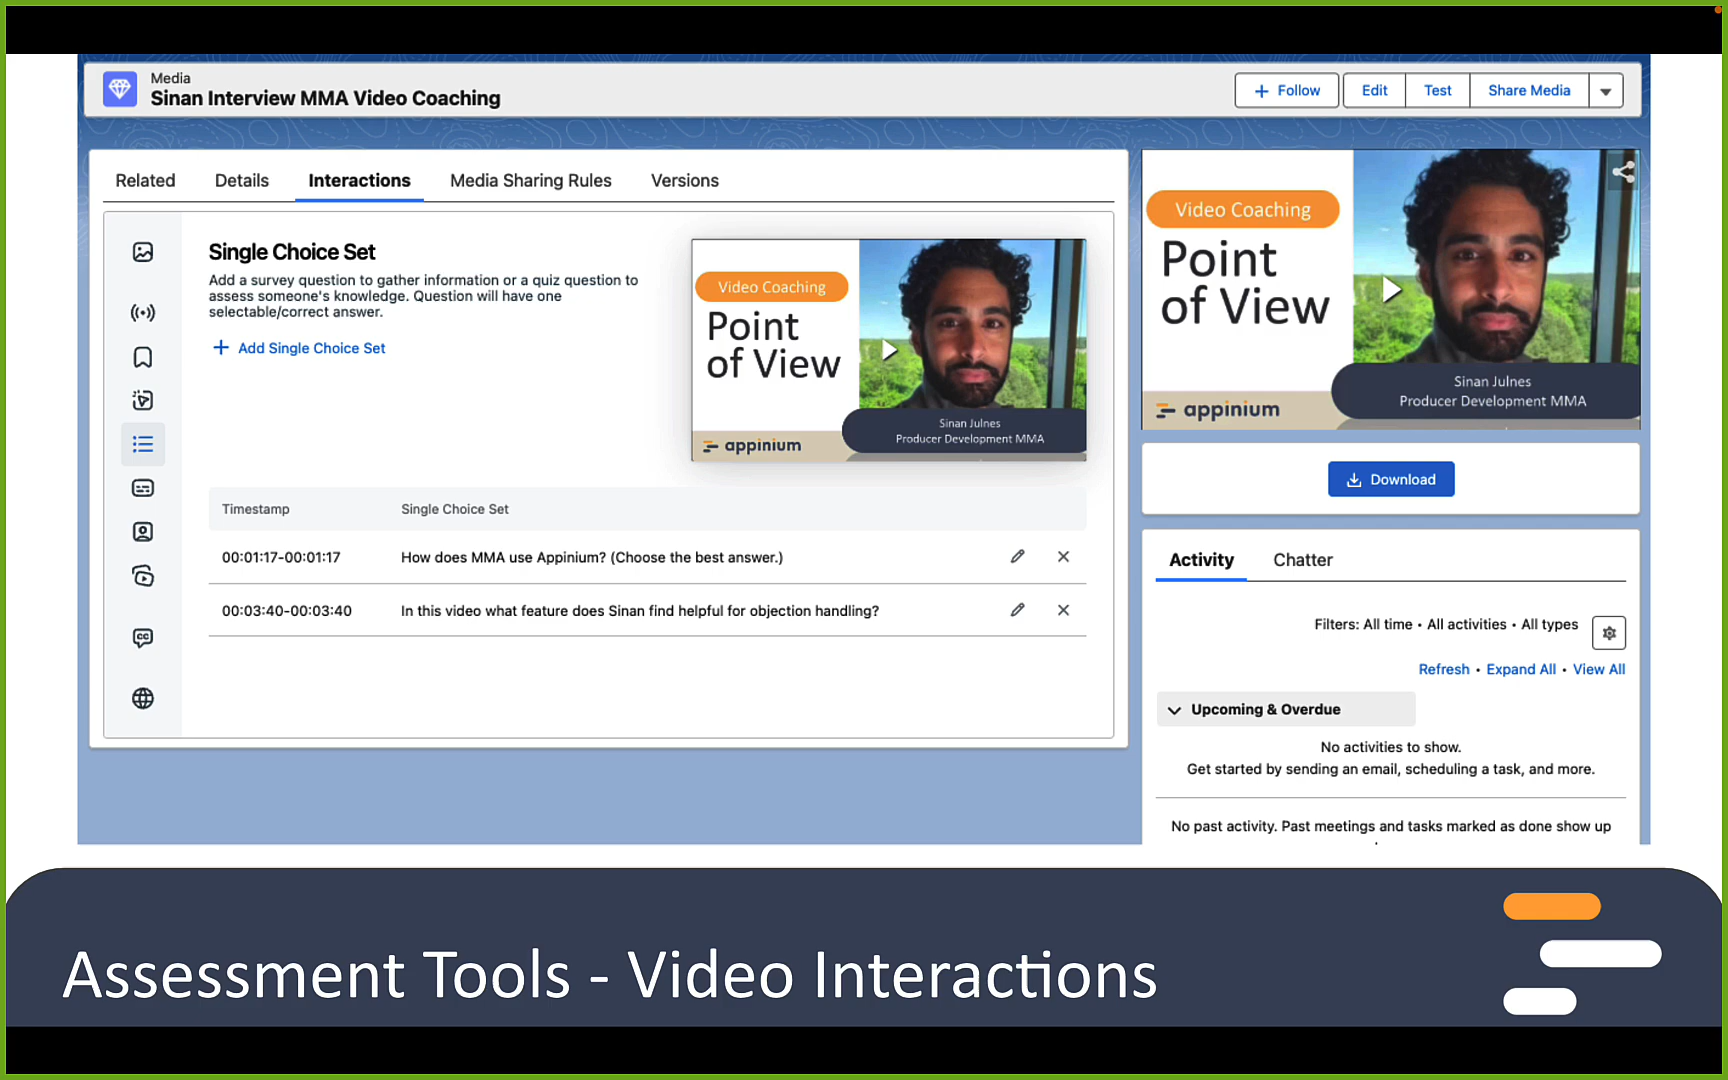 Media
Sinan Interview MMA Video Coaching
Follow
Edit
Test
Share Media
Related
Details
Interactions
Media Sharing Rules
Versions
Single Choice Set
Add a survey question to gather information or a quiz question to
assess someone's knowledge. Question will have one
selectable/correct answer.
Add Single Choice Set
Video Coaching
Point
of View
Sinan Julnes
Producer Development MMA
appinium
Timestamp
Single Choice Set
00:01:17-00:01:17
How does MMA use Appinium? (Choose the best answer.)
00:03:40-00:03:40
In this video what feature does Sinan find helpful for objection handling?
CC
Video Coaching
Point
of View
Sinan Julnes
Producer Development MMA
appinium
Download
Activity
Chatter
Filters: All time • All activities • All types
Refresh • Expand All • View All
Upcoming & Overdue
No activities to show.
Get started by sending an email, scheduling a task, and more.
No past activity. Past meetings and tasks marked as done show up
Assessment Tools - Video Interactions